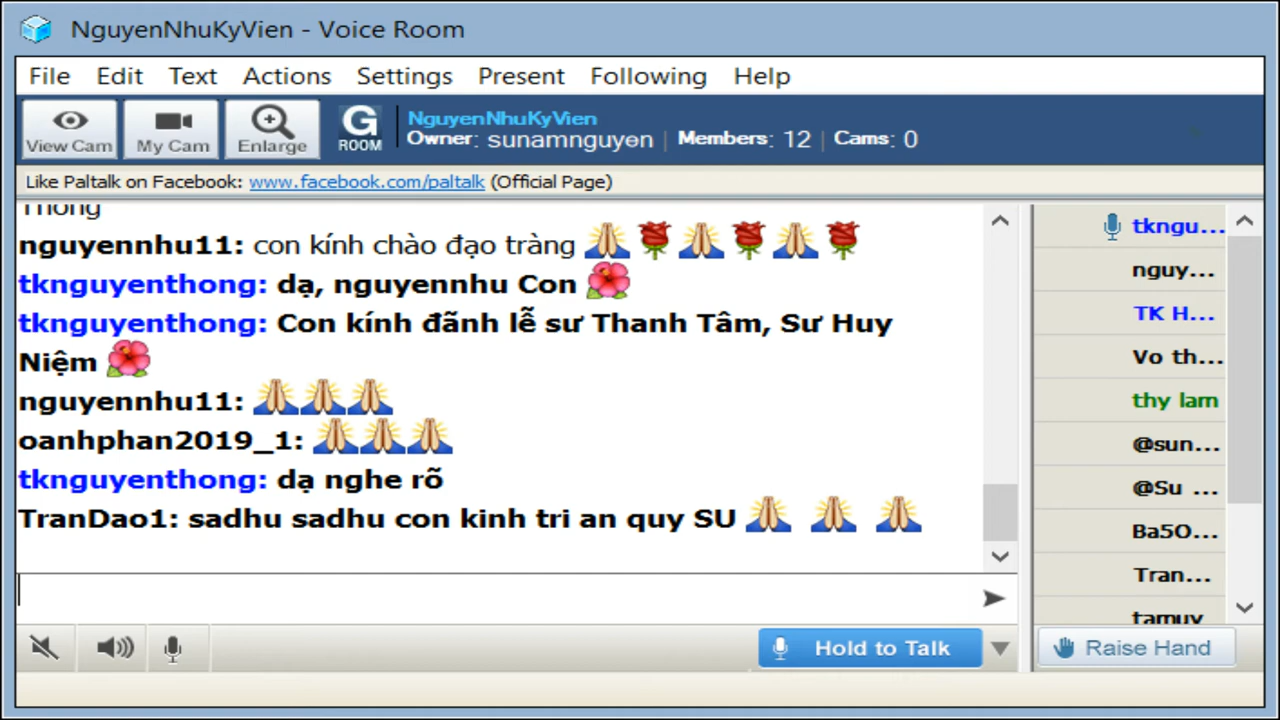 NguyenNhuKyVien - Voice Room
File Edit Text Actions Settings Present Following Help
View Cam My Cam Enlarge G ROOM
NguyenNhuKyVien
Owner: sunamnguyen | Members: 12 | Cams: 0
Like Paltalk on Facebook: www.facebook.com/paltalk (Official Page)
Thong
nguyennhu11: con kính chào đạo tràng
tknguyenthong: dạ, nguyennhu Con
tknguyenthong: Con kính đãnh lễ sư Thanh Tâm, Sư Huy
Niệm
nguyennhu11:
oanhphan2019_1:
tknguyenthong: dạ nghe rõ
TranDao1: sadhu sadhu con kinh tri an quy SU
tkngu...
nguy...
TK H...
Vo th...
thy lam
@sun...
@Su ...
Ba5O...
Tran...
tamuy
Hold to Talk
Raise Hand